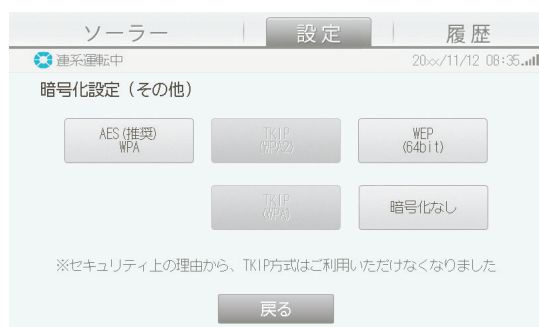 ソーラー
設定
履歴
連系運転中
20××/11/12 08:35
暗号化設定（その他）
AES(推奨)
WPA
TKIP
(WPA2)
WEP
(64bit)
TKIP
(WPA)
暗号化なし
※セキュリティ上の理由から、TKIP方式はご利用いただけなくなりました
戻る